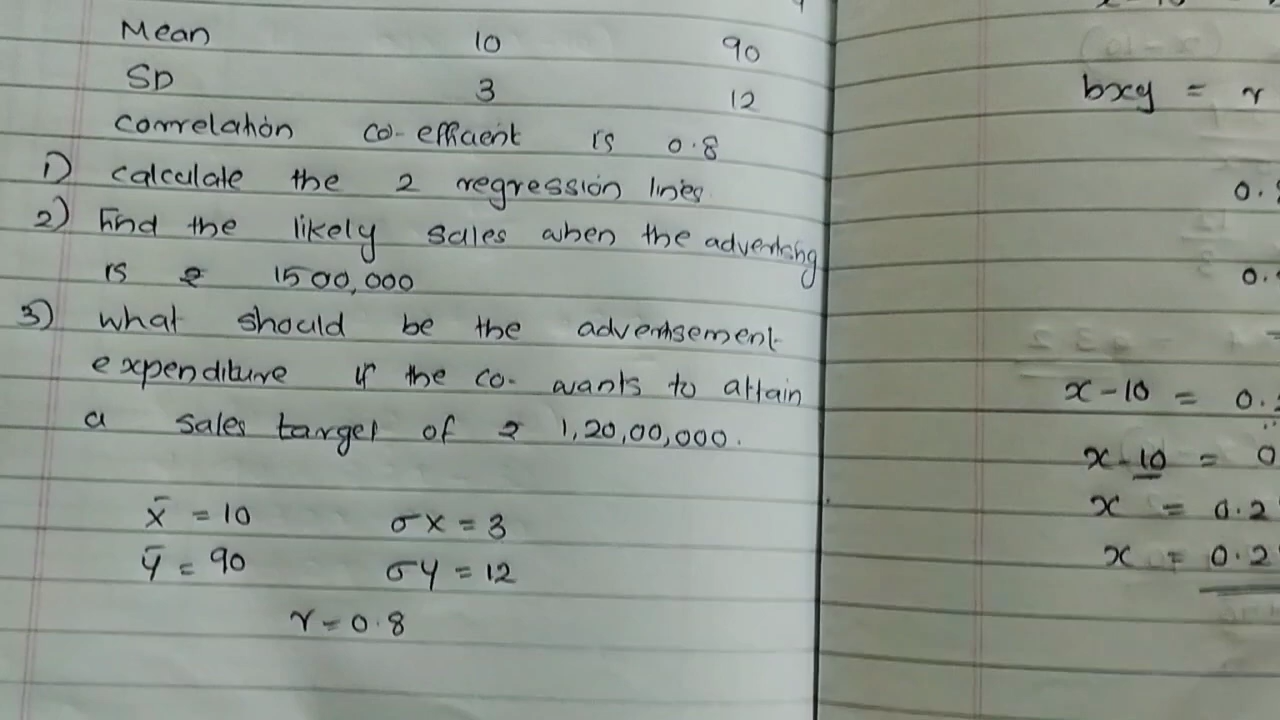 Mean 10 90
SD 3 12
correlation co-efficient is 0.8
1) calculate the 2 regression lines
2) Find the likely sales when the advertising
is ₹ 1500,000
3) what should be the advertisement
expenditure if the co. wants to attain
a sales target of ₹ 1,20,00,000.
x̄ = 10 σx = 3
ȳ = 90 σy = 12
r = 0.8
bxy = r
0.
0.
x-10 = 0.
x-10 = 0
x = 0.2
x = 0.2